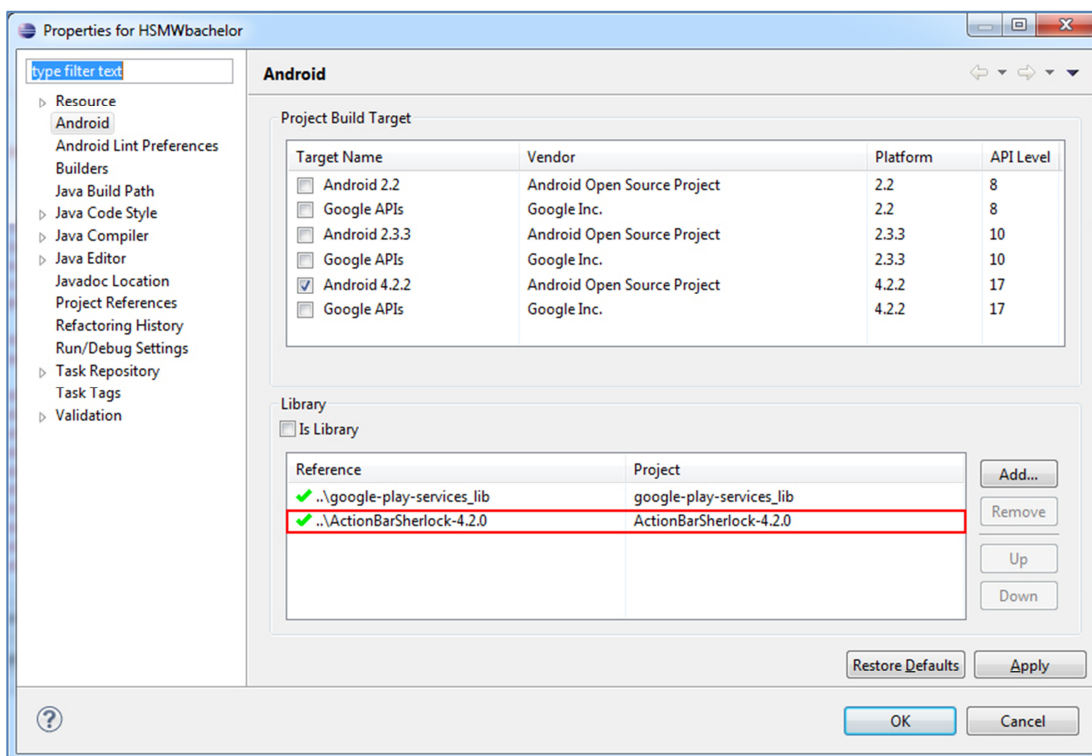 Properties for HSMWbachelor
type filter text
Resource
Android
Android Lint Preferences
Builders
Java Build Path
Java Code Style
Java Compiler
Java Editor
Javadoc Location
Project References
Refactoring History
Run/Debug Settings
Task Repository
Task Tags
Validation
Android
Project Build Target
Target Name Vendor Platform API Level
Android 2.2 Android Open Source Project 2.2 8
Google APIs Google Inc. 2.2 8
Android 2.3.3 Android Open Source Project 2.3.3 10
Google APIs Google Inc. 2.3.3 10
Android 4.2.2 Android Open Source Project 4.2.2 17
Google APIs Google Inc. 4.2.2 17
Library
Is Library
Reference Project
..\google-play-services_lib google-play-services_lib
..\ActionBarSherlock-4.2.0 ActionBarSherlock-4.2.0
Add...
Remove
Up
Down
Restore Defaults Apply
OK Cancel